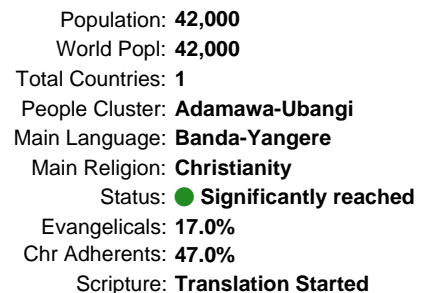 Population: 42,000
World Popl: 42,000
Total Countries: 1
People Cluster: Adamawa-Ubangi
Main Language: Banda-Yangere
Main Religion: Christianity
Status: Significantly reached
Evangelicals: 17.0%
Chr Adherents: 47.0%
Scripture: Translation Started